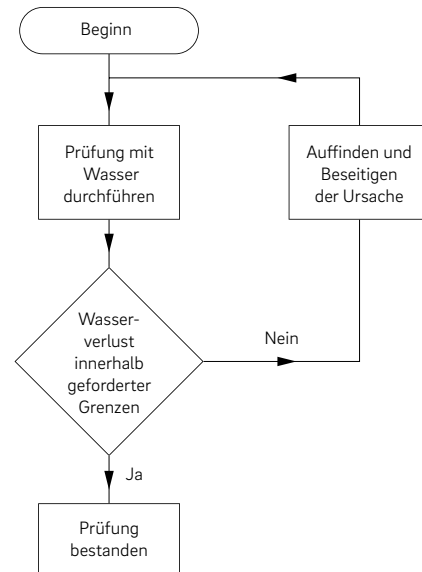 Beginn
Prüfung mit
Wasser
durchführen
Auffinden und
Beseitigen
der Ursache
Wasser-
verlust
innerhalb
geforderter
Grenzen
Nein
Ja
Prüfung
bestanden